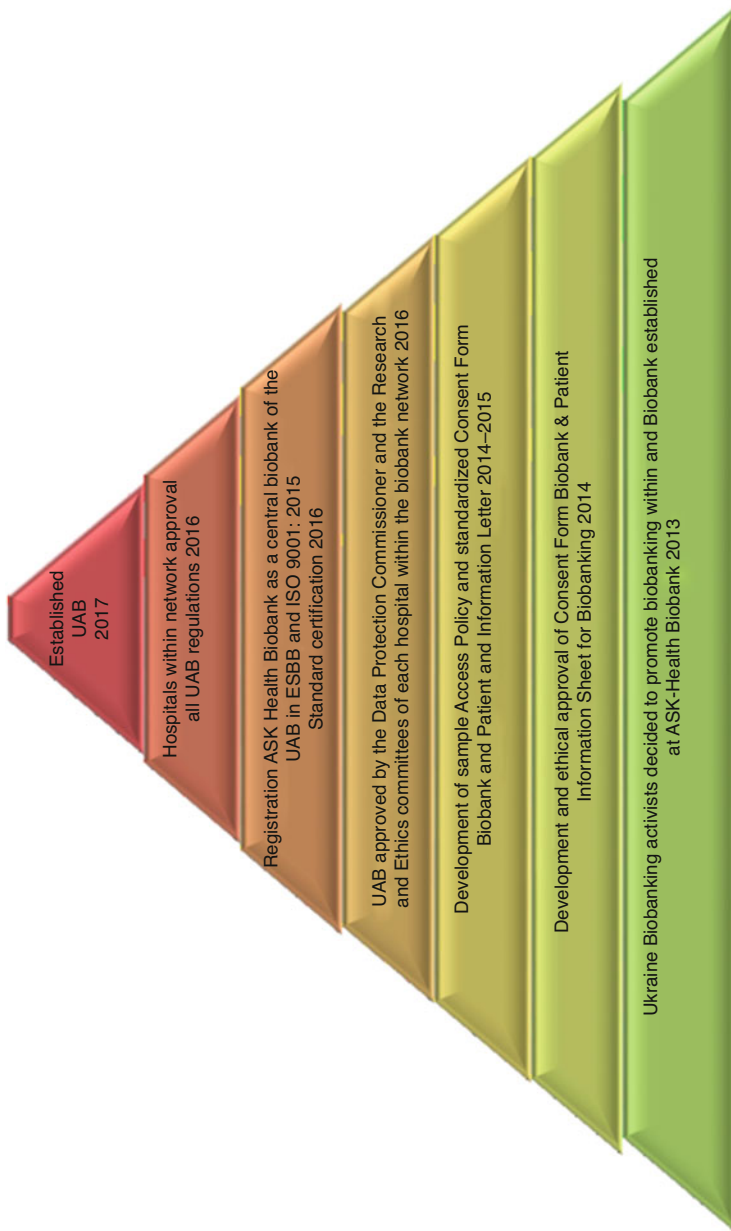 Established
UAB
2017
Hospitals within network approval
all UAB regulations 2016
Registration ASK Health Biobank as a central biobank of the
UAB in ESBB and ISO 9001: 2015
Standard certification 2016
UAB approved by the Data Protection Commissioner and the Research
and Ethics committees of each hospital within the biobank network 2016
Development of sample Access Policy and standardized Consent Form
Biobank and Patient and Information Letter 2014–2015
Development and ethical approval of Consent Form Biobank & Patient
Information Sheet for Biobanking 2014
Ukraine Biobanking activists decided to promote biobanking within and Biobank established
at ASK-Health Biobank 2013